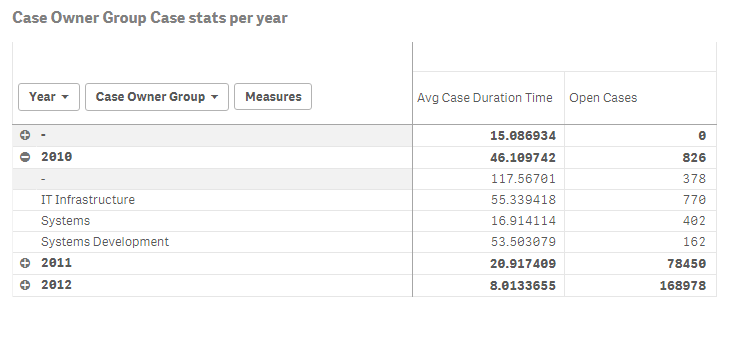 Case Owner Group Case stats per year
Year Case Owner Group Measures Avg Case Duration Time Open Cases
- 15.086934 0
2010 46.109742 826
- 117.56701 378
IT Infrastructure 55.339418 770
Systems 16.914114 402
Systems Development 53.503079 162
2011 20.917409 78450
2012 8.0133655 168978